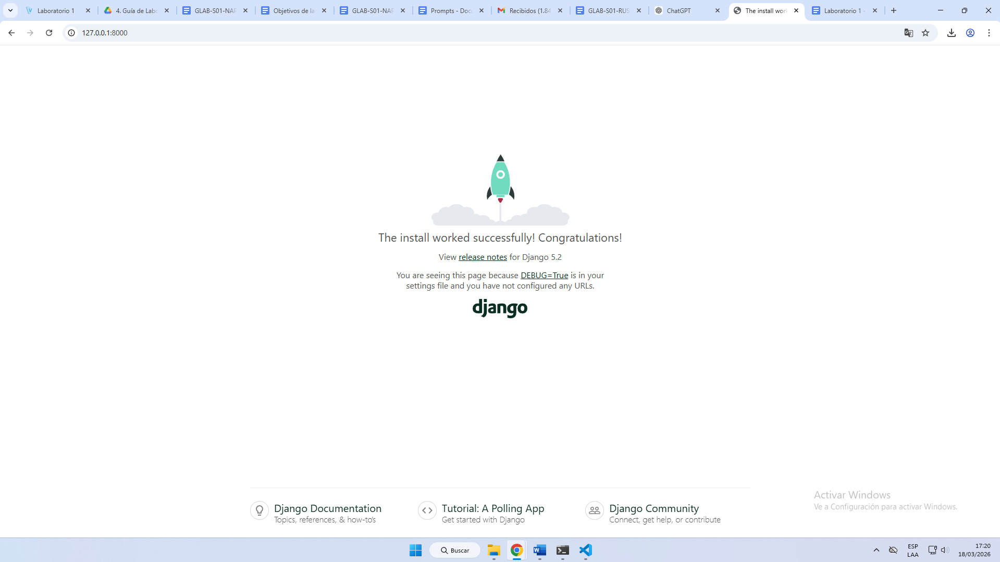 Laboratorio 1
4. Guía de Labo
GLAB-S01-NAP
Objetivos de la
GLAB-S01-NAP
Prompts - Docu
Recibidos (1.84
GLAB-S01-RUS
ChatGPT
The install work
Laboratorio 1 -
127.0.0.1:8000
The install worked successfully! Congratulations!
View release notes for Django 5.2
You are seeing this page because DEBUG=True is in your
settings file and you have not configured any URLs.
django
Django Documentation
Topics, references, & how-to's
Tutorial: A Polling App
Get started with Django
Django Community
Connect, get help, or contribute
Activar Windows
Ve a Configuración para activar Windows.
Buscar
ESP
LAA
17:20
18/03/2026